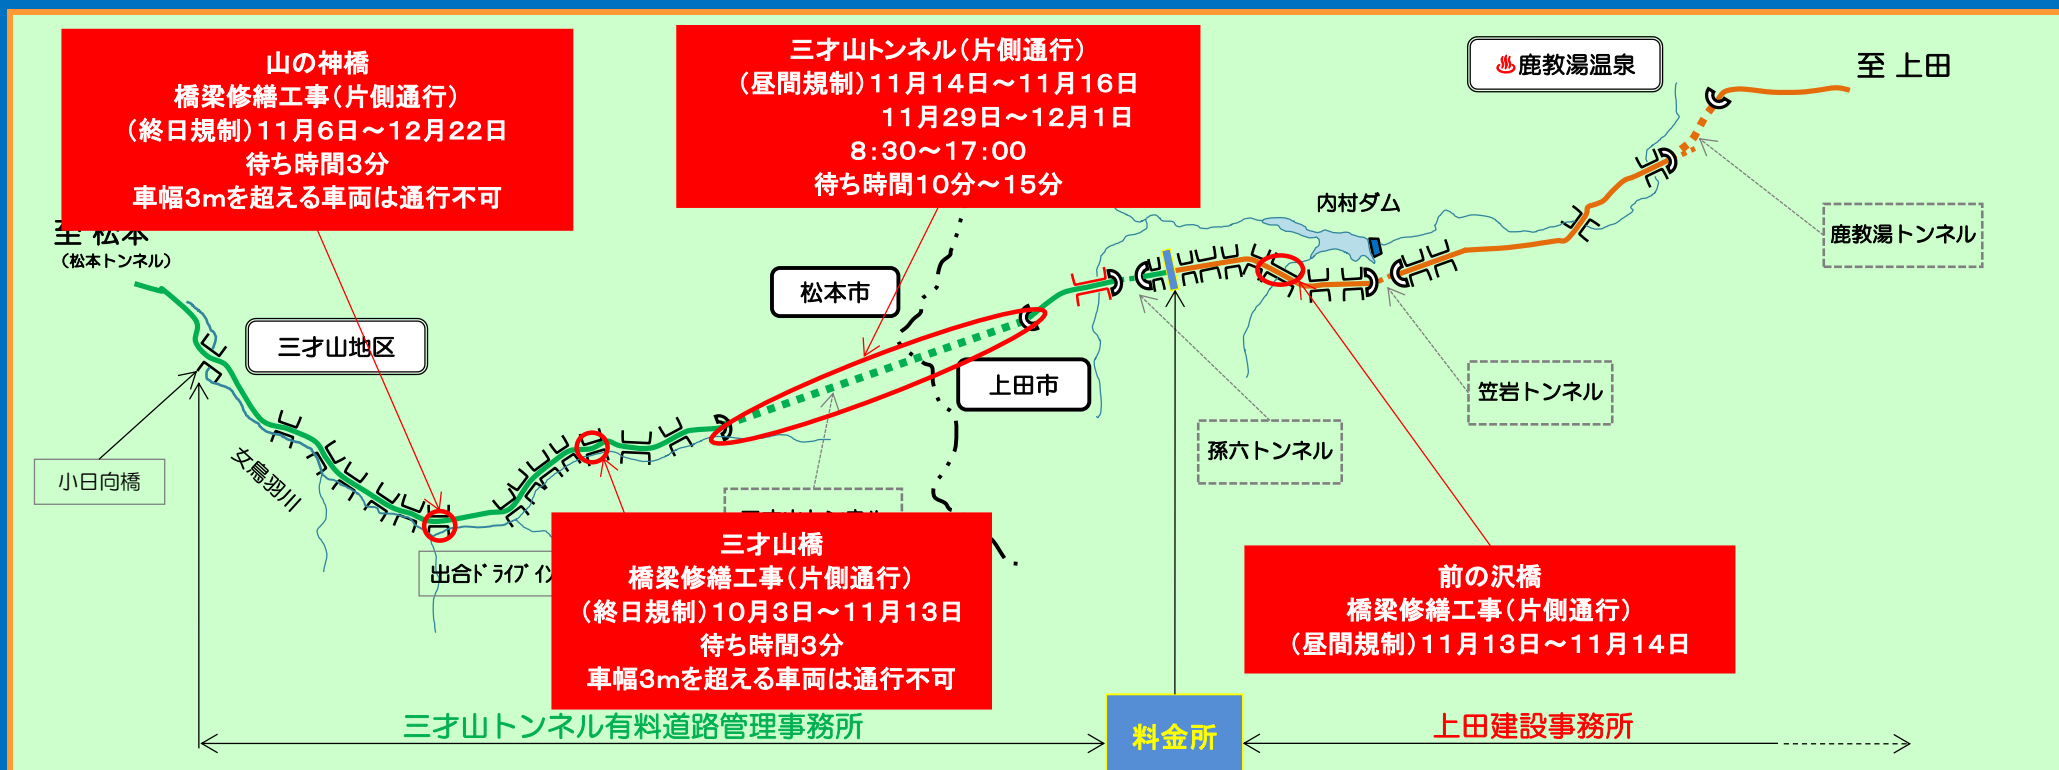 山の神橋
橋梁修繕工事(片側通行)
(終日規制)11月6日～12月22日
待ち時間3分
車幅3mを超える車両は通行不可
三才山トンネル(片側通行)
(昼間規制)11月14日～11月16日
11月29日～12月1日
8:30～17:00
待ち時間10分～15分
♨鹿教湯温泉
至 上田
至 松本
(松本トンネル)
内村ダム
鹿教湯トンネル
松本市
三才山地区
上田市
笠岩トンネル
孫六トンネル
小日向橋
女鳥羽川
出合ﾄﾞﾗｲﾌﾞｲﾝ
三才山橋
橋梁修繕工事(片側通行)
(終日規制)10月3日～11月13日
待ち時間3分
車幅3mを超える車両は通行不可
前の沢橋
橋梁修繕工事(片側通行)
(昼間規制)11月13日～11月14日
三才山トンネル有料道路管理事務所
料金所
上田建設事務所